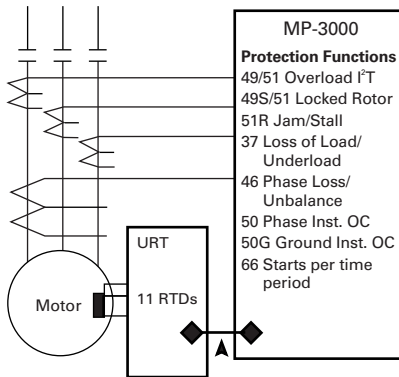 MP-3000
Protection Functions
49/51 Overload I²T
49S/51 Locked Rotor
51R Jam/Stall
37 Loss of Load/
Underload
46 Phase Loss/
Unbalance
50 Phase Inst. OC
50G Ground Inst. OC
66 Starts per time
period
URT
11 RTDs
Motor